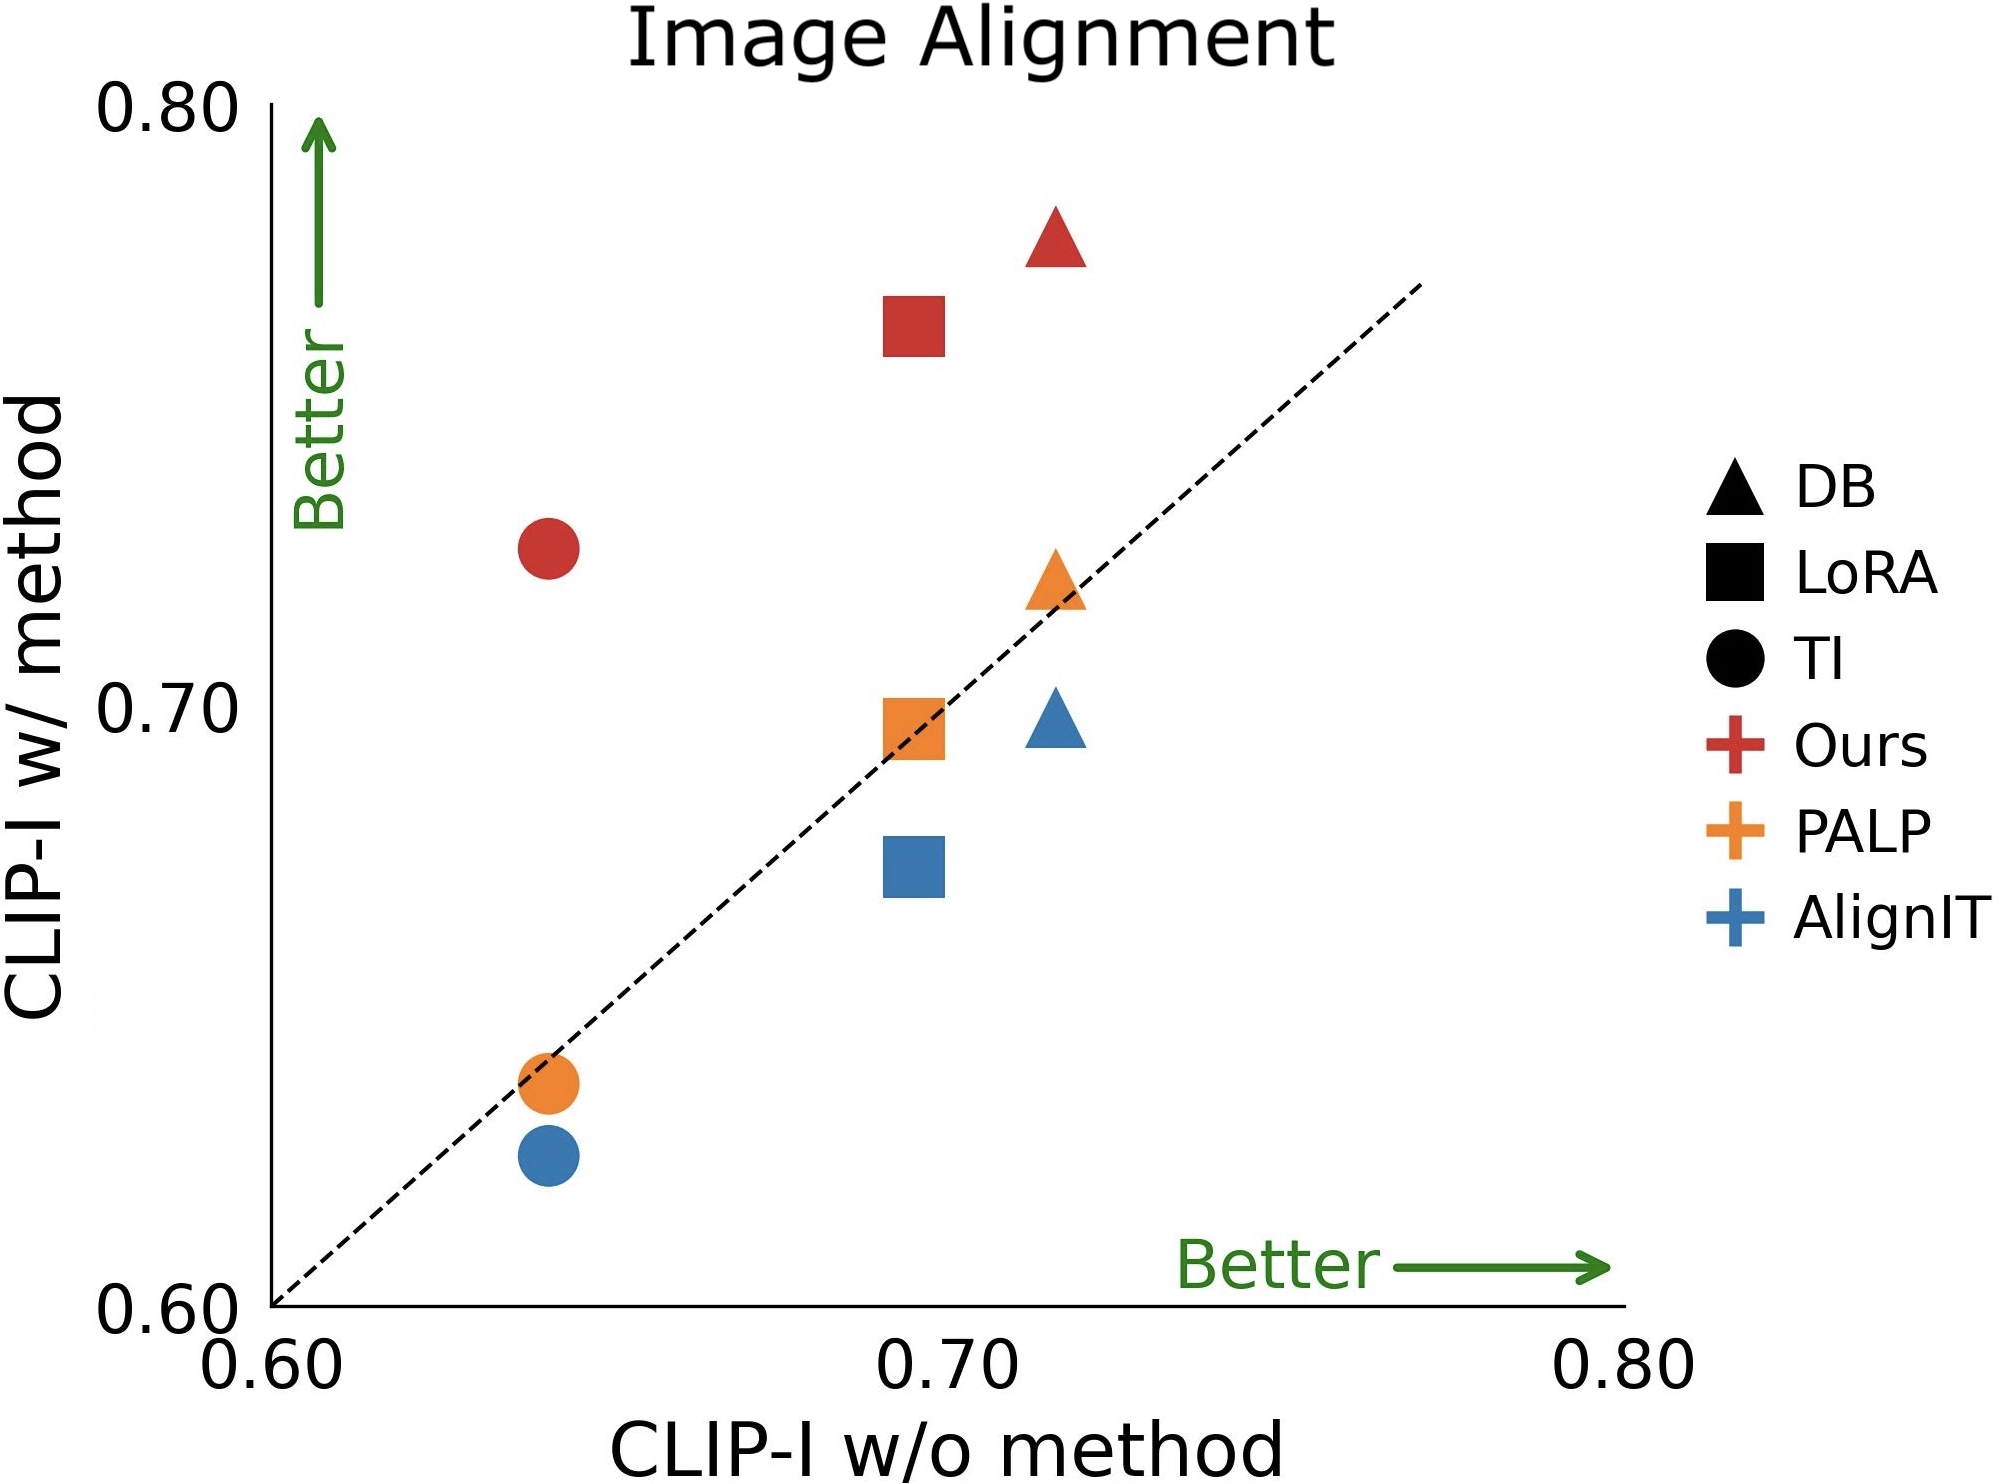 Image Alignment
0.80
Better
CLIP-I w/ method
0.70
0.60
DB
LoRA
TI
Ours
PALP
AlignIT
Better
0.60
0.70
0.80
CLIP-I w/o method